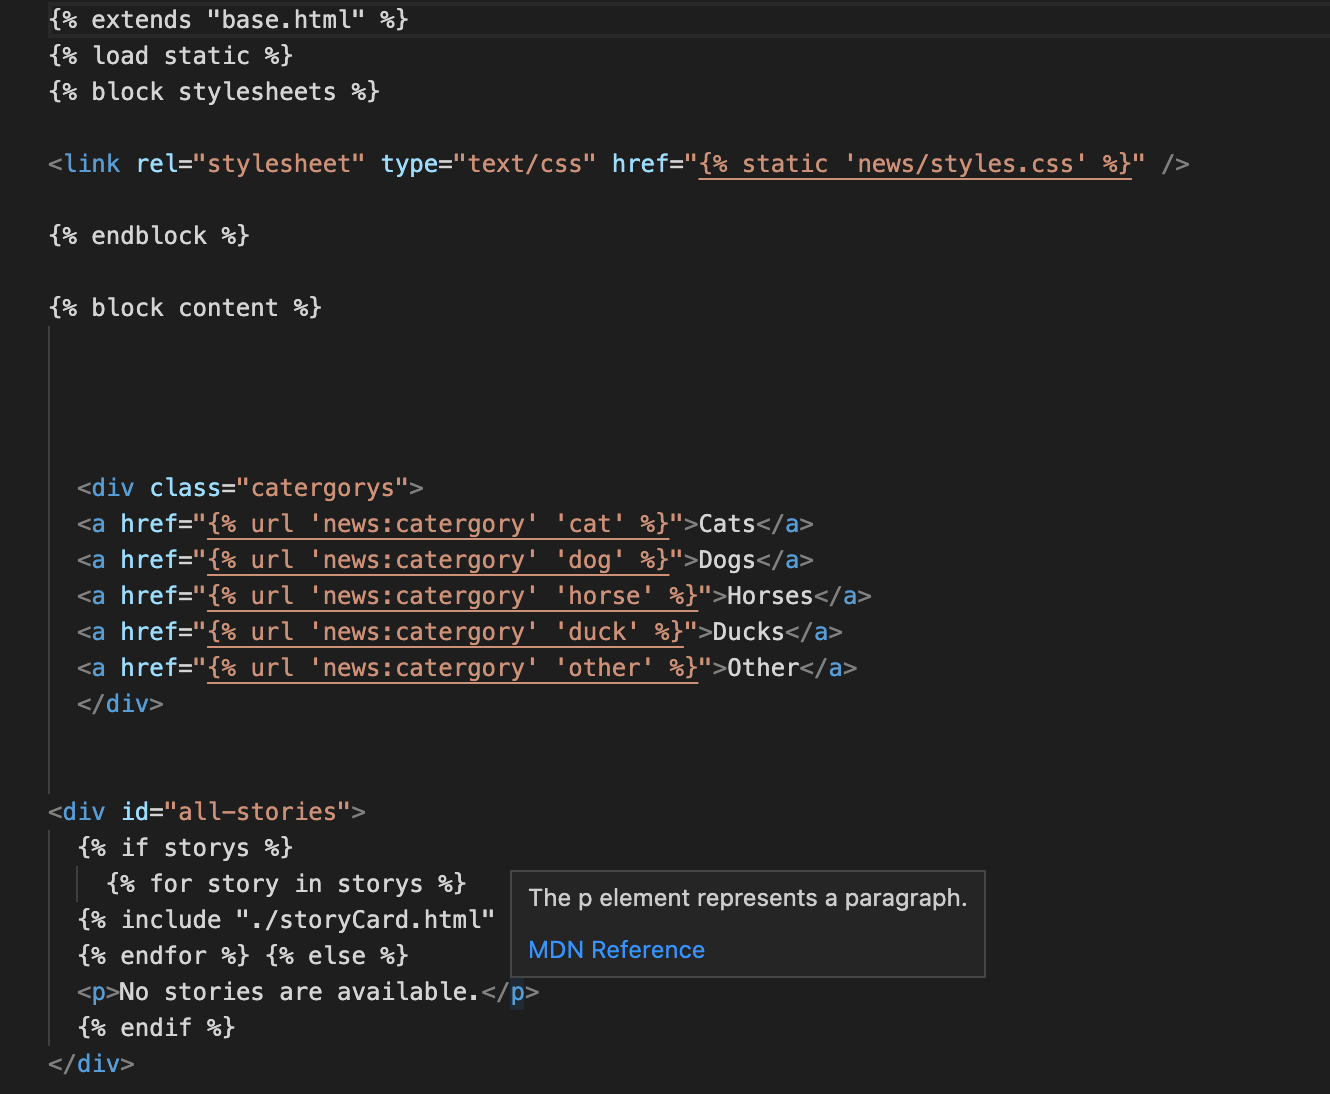 {% extends "base.html" %}
{% load static %}
{% block stylesheets %}
<link rel="stylesheet" type="text/css" href="{% static 'news/styles.css' %}" />
{% endblock %}
{% block content %}
<div class="catergorys">
<a href="{% url 'news:catergory' 'cat' %}">Cats</a>
<a href="{% url 'news:catergory' 'dog' %}">Dogs</a>
<a href="{% url 'news:catergory' 'horse' %}">Horses</a>
<a href="{% url 'news:catergory' 'duck' %}">Ducks</a>
<a href="{% url 'news:catergory' 'other' %}">Other</a>
</div>
<div id="all-stories">
{% if storys %}
{% for story in storys %}
{% include "./storyCard.html"
{% endfor %} {% else %}
<p>No stories are available.</p>
{% endif %}
</div>
The p element represents a paragraph.
MDN Reference